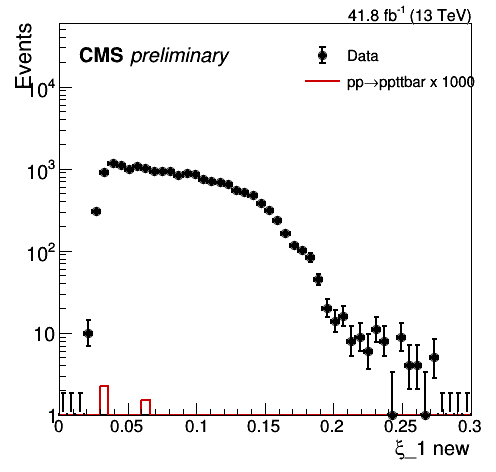 41.8 fb⁻¹ (13 TeV)
Events
CMS preliminary
Data
pp→ppttbar x 1000
10⁴
10³
10²
10
1
0 0.05 0.1 0.15 0.2 0.25 0.3
ξ_1 new